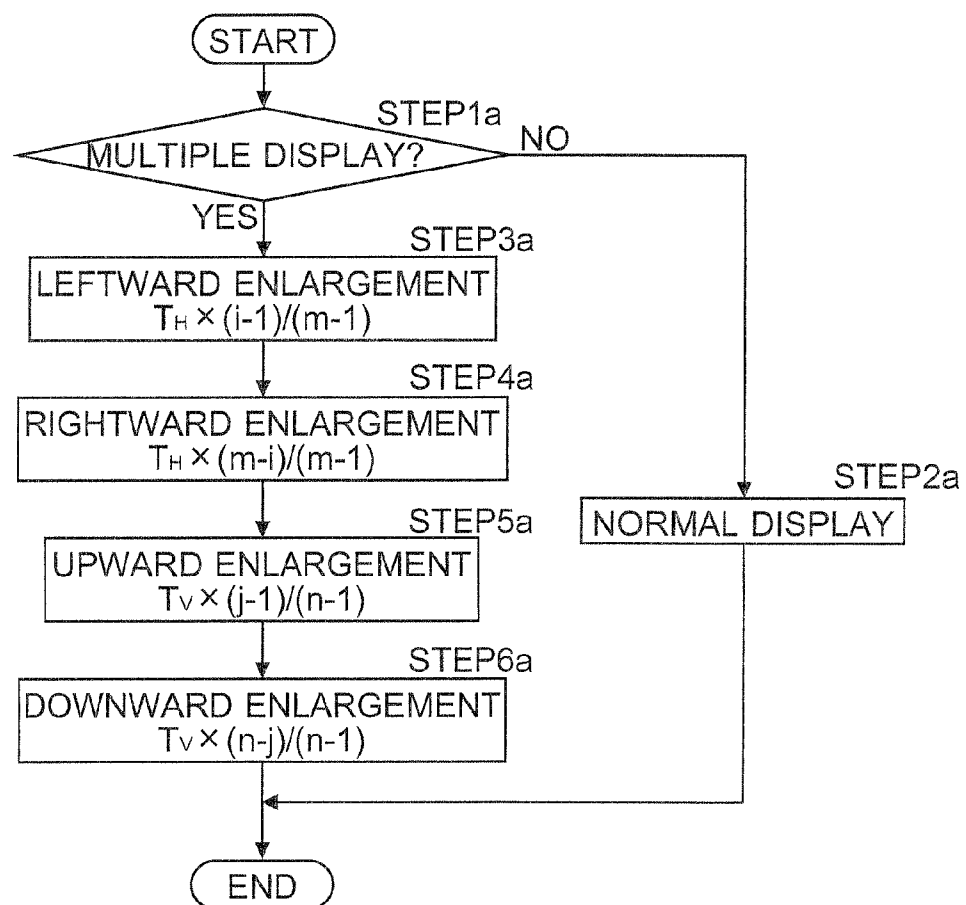 START
STEP1a
MULTIPLE DISPLAY?
NO
YES
STEP3a
LEFTWARD ENLARGEMENT
TH × (i-1)/(m-1)
STEP4a
RIGHTWARD ENLARGEMENT
TH × (m-i)/(m-1)
STEP2a
NORMAL DISPLAY
STEP5a
UPWARD ENLARGEMENT
TV × (j-1)/(n-1)
STEP6a
DOWNWARD ENLARGEMENT
TV × (n-j)/(n-1)
END